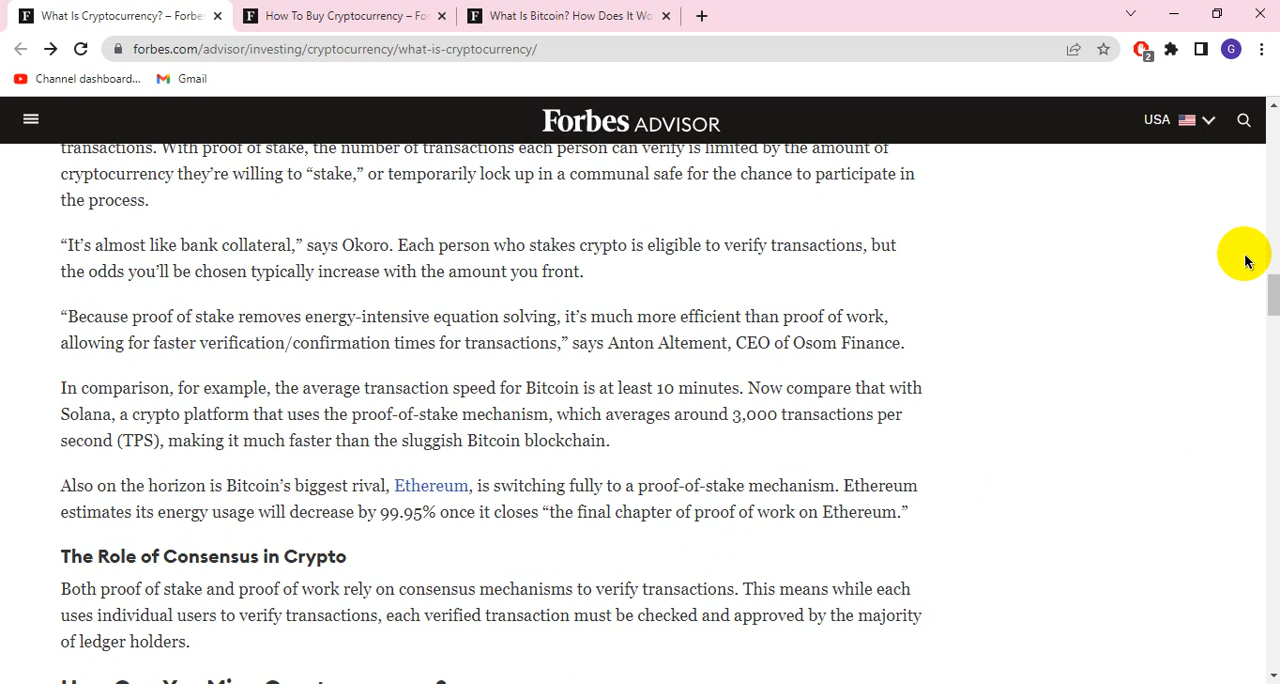 What Is Cryptocurrency? – Forbe
How To Buy Cryptocurrency – Fo
What Is Bitcoin? How Does It Wo
forbes.com/advisor/investing/cryptocurrency/what-is-cryptocurrency/
2
G
Channel dashboard...
Gmail
Forbes ADVISOR
USA
transactions. With proof of stake, the number of transactions each person can verify is limited by the amount of
cryptocurrency they’re willing to “stake,” or temporarily lock up in a communal safe for the chance to participate in
the process.
“It’s almost like bank collateral,” says Okoro. Each person who stakes crypto is eligible to verify transactions, but
the odds you’ll be chosen typically increase with the amount you front.
“Because proof of stake removes energy-intensive equation solving, it’s much more efficient than proof of work,
allowing for faster verification/confirmation times for transactions,” says Anton Altement, CEO of Osom Finance.
In comparison, for example, the average transaction speed for Bitcoin is at least 10 minutes. Now compare that with
Solana, a crypto platform that uses the proof-of-stake mechanism, which averages around 3,000 transactions per
second (TPS), making it much faster than the sluggish Bitcoin blockchain.
Also on the horizon is Bitcoin’s biggest rival, Ethereum, is switching fully to a proof-of-stake mechanism. Ethereum
estimates its energy usage will decrease by 99.95% once it closes “the final chapter of proof of work on Ethereum.”
The Role of Consensus in Crypto
Both proof of stake and proof of work rely on consensus mechanisms to verify transactions. This means while each
uses individual users to verify transactions, each verified transaction must be checked and approved by the majority
of ledger holders.